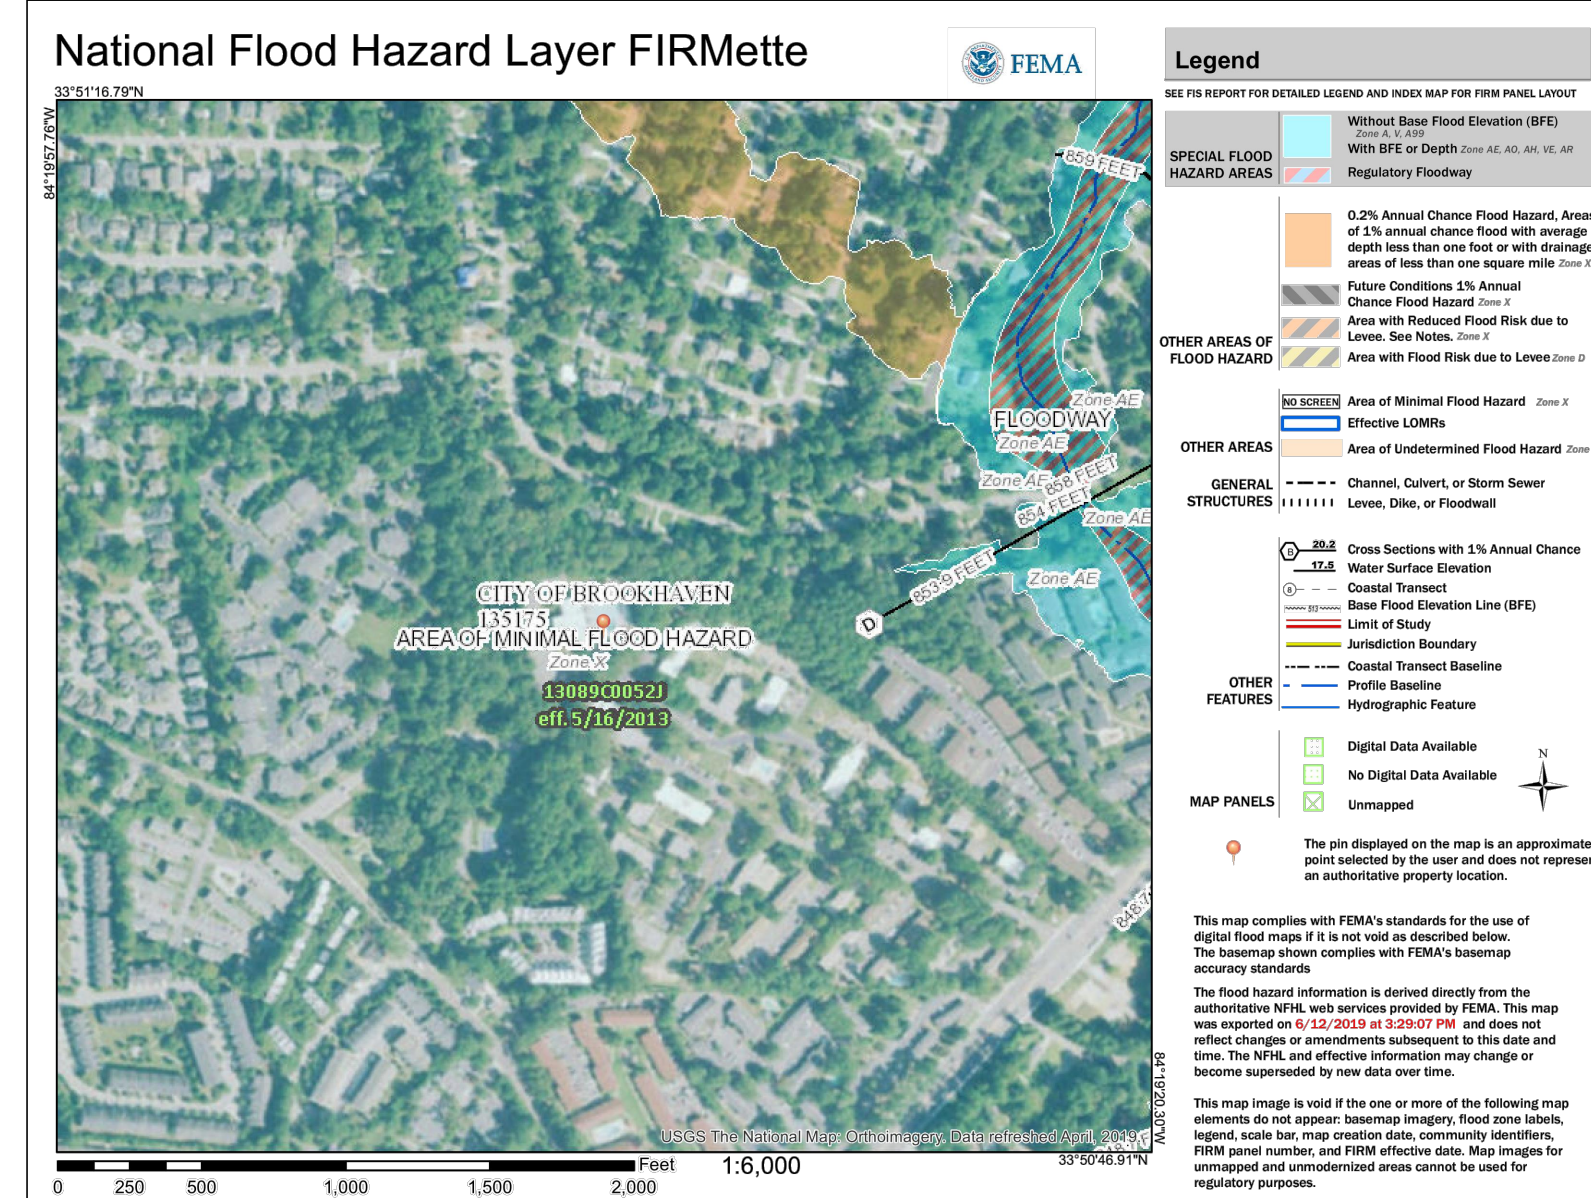 National Flood Hazard Layer FIRMette
FEMA
33°51'16.79"N
84°19'57.76"W
859 FEET
Zone AE
FLOODWAY
Zone AE
Zone AE
858 FEET
854 FEET
Zone AE
853.9 FEET
Zone AE
D
CITY OF BROOKHAVEN
135175
AREA OF MINIMAL FLOOD HAZARD
Zone X
13089C0052J
eff. 5/16/2013
848.7
USGS The National Map: Orthoimagery. Data refreshed April, 2019.
84°19'20.30"W
33°50'46.91"N
Feet
1:6,000
0 250 500 1,000 1,500 2,000
Legend
SEE FIS REPORT FOR DETAILED LEGEND AND INDEX MAP FOR FIRM PANEL LAYOUT
SPECIAL FLOOD
HAZARD AREAS
Without Base Flood Elevation (BFE)
Zone A, V, A99
With BFE or Depth Zone AE, AO, AH, VE, AR
Regulatory Floodway
0.2% Annual Chance Flood Hazard, Areas
of 1% annual chance flood with average
depth less than one foot or with drainage
areas of less than one square mile Zone X
Future Conditions 1% Annual
Chance Flood Hazard Zone X
OTHER AREAS OF
FLOOD HAZARD
Area with Reduced Flood Risk due to
Levee. See Notes. Zone X
Area with Flood Risk due to Levee Zone D
NO SCREEN Area of Minimal Flood Hazard Zone X
Effective LOMRs
OTHER AREAS
Area of Undetermined Flood Hazard Zone
GENERAL
STRUCTURES
Channel, Culvert, or Storm Sewer
Levee, Dike, or Floodwall
B 20.2 Cross Sections with 1% Annual Chance
17.5 Water Surface Elevation
8 Coastal Transect
513 Base Flood Elevation Line (BFE)
Limit of Study
Jurisdiction Boundary
Coastal Transect Baseline
OTHER
FEATURES
Profile Baseline
Hydrographic Feature
Digital Data Available
No Digital Data Available
MAP PANELS
Unmapped
N
The pin displayed on the map is an approximate
point selected by the user and does not represen
an authoritative property location.
This map complies with FEMA's standards for the use of
digital flood maps if it is not void as described below.
The basemap shown complies with FEMA's basemap
accuracy standards
The flood hazard information is derived directly from the
authoritative NFHL web services provided by FEMA. This map
was exported on 6/12/2019 at 3:29:07 PM and does not
reflect changes or amendments subsequent to this date and
time. The NFHL and effective information may change or
become superseded by new data over time.
This map image is void if the one or more of the following map
elements do not appear: basemap imagery, flood zone labels,
legend, scale bar, map creation date, community identifiers,
FIRM panel number, and FIRM effective date. Map images for
unmapped and unmodernized areas cannot be used for
regulatory purposes.